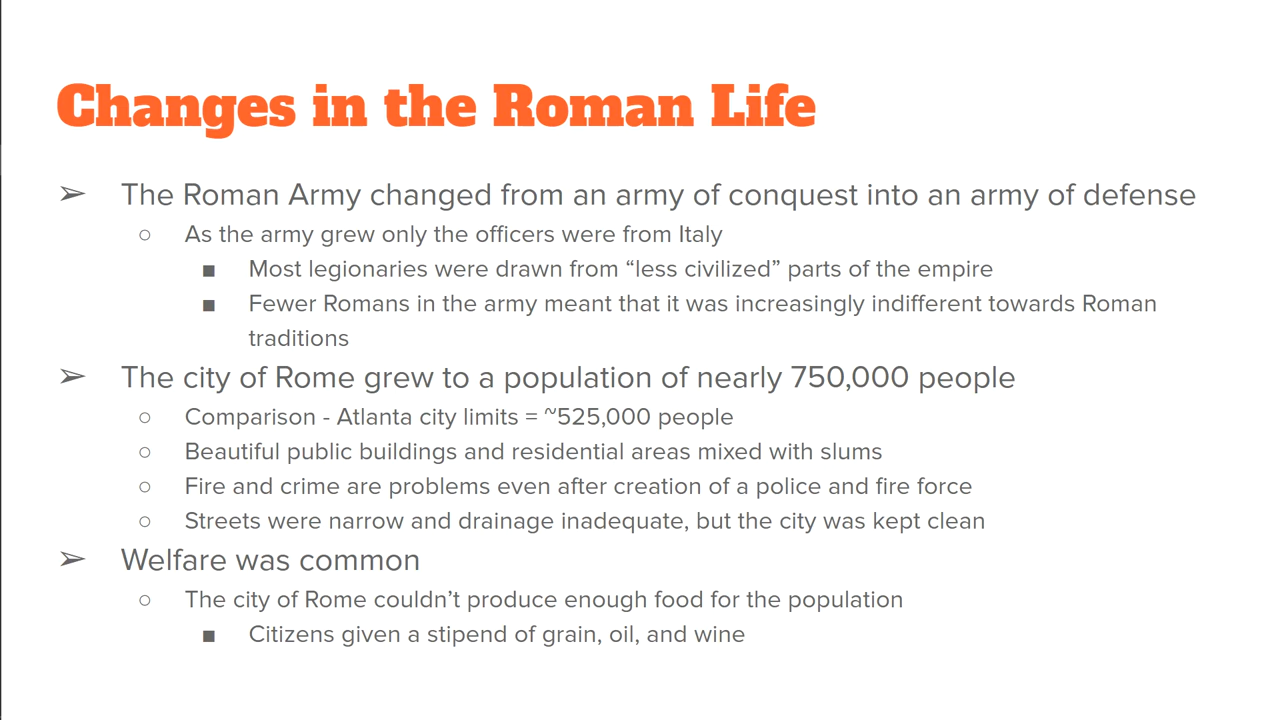 Changes in the Roman Life
➢ The Roman Army changed from an army of conquest into an army of defense
○ As the army grew only the officers were from Italy
■ Most legionaries were drawn from “less civilized” parts of the empire
■ Fewer Romans in the army meant that it was increasingly indifferent towards Roman
traditions
➢ The city of Rome grew to a population of nearly 750,000 people
○ Comparison - Atlanta city limits = ~525,000 people
○ Beautiful public buildings and residential areas mixed with slums
○ Fire and crime are problems even after creation of a police and fire force
○ Streets were narrow and drainage inadequate, but the city was kept clean
➢ Welfare was common
○ The city of Rome couldn’t produce enough food for the population
■ Citizens given a stipend of grain, oil, and wine